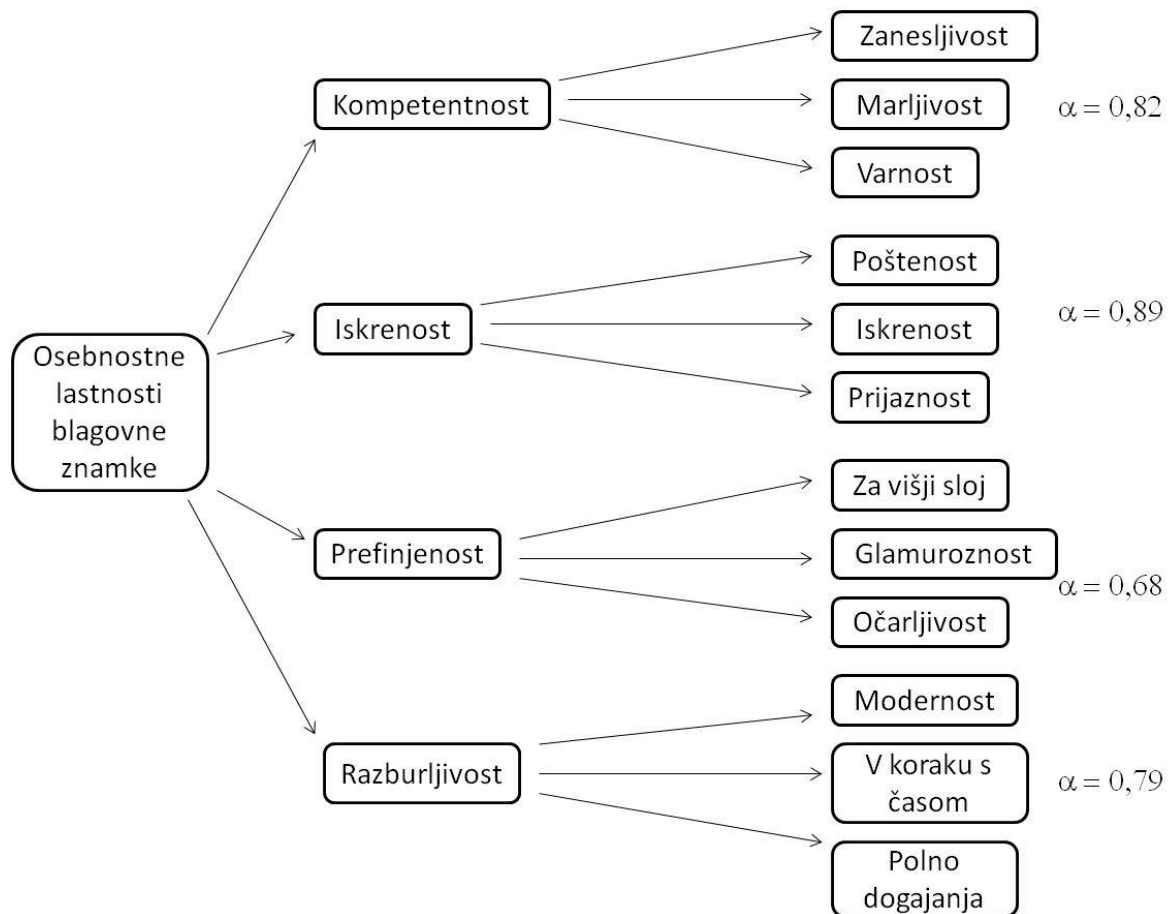 Zanesljivost
Kompetentnost
Marljivost
α = 0,82
Varnost
Poštenost
Iskrenost
Iskrenost
α = 0,89
Prijaznost
Osebnostne
lastnosti
blagovne
znamke
Za višji sloj
Prefinjenost
Glamuroznost
α = 0,68
Očarljivost
Modernost
Razburljivost
V koraku s
časom
α = 0,79
Polno
dogajanja